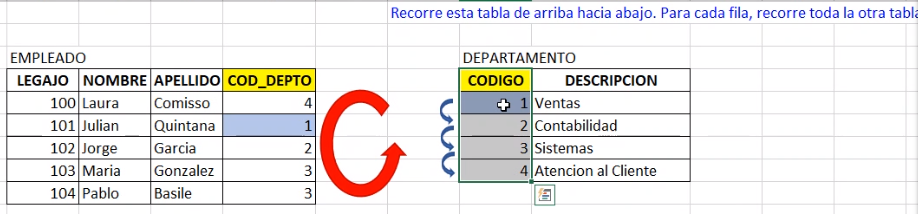 Recorre esta tabla de arriba hacia abajo. Para cada fila, recorre toda la otra tabla
EMPLEADO
LEGAJO NOMBRE APELLIDO COD_DEPTO
100 Laura Comisso 4
101 Julian Quintana 1
102 Jorge Garcia 2
103 Maria Gonzalez 3
104 Pablo Basile 3
DEPARTAMENTO
CODIGO DESCRIPCION
1 Ventas
2 Contabilidad
3 Sistemas
4 Atencion al Cliente